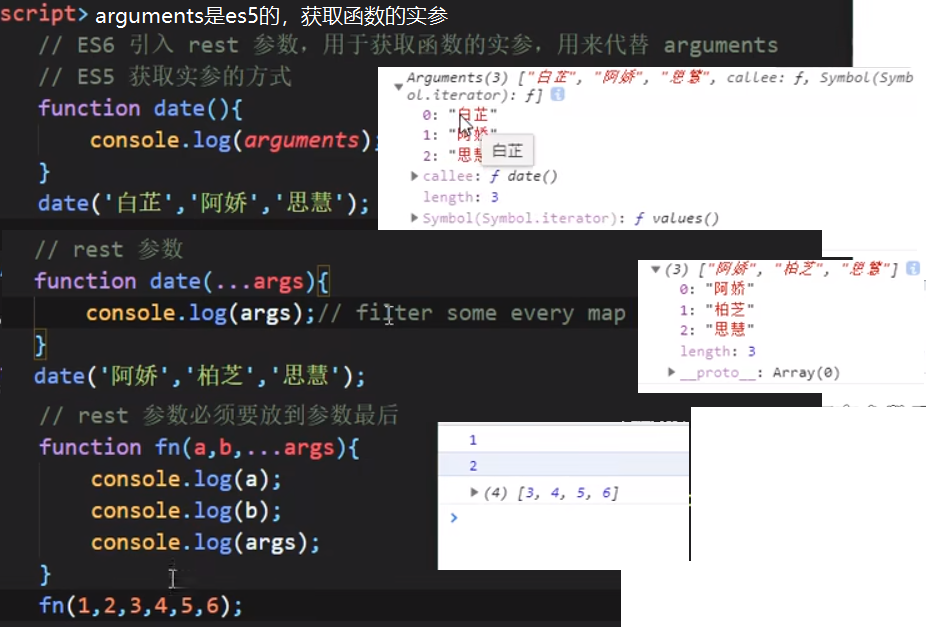 script> arguments是es5的，获取函数的实参
// ES6 引入 rest 参数，用于获取函数的实参，用来代替 arguments
// ES5 获取实参的方式
function date(){
console.log(arguments);
}
date('白芷','阿娇','思慧');
Arguments(3) ["白芷", "阿娇", "思慧", callee: ƒ, Symbol(Symb
ol.iterator): ƒ]
0: "白芷"
1: "阿娇"
2: "思慧
白芷
callee: ƒ date()
length: 3
Symbol(Symbol.iterator): ƒ values()
// rest 参数
function date(...args){
console.log(args);// filter some every map
}
date('阿娇','柏芝','思慧');
(3) ["阿娇", "柏芝", "思慧"]
0: "阿娇"
1: "柏芝"
2: "思慧"
length: 3
__proto__: Array(0)
// rest 参数必须要放到参数最后
function fn(a,b,...args){
console.log(a);
console.log(b);
console.log(args);
}
fn(1,2,3,4,5,6);
1
2
(4) [3, 4, 5, 6]